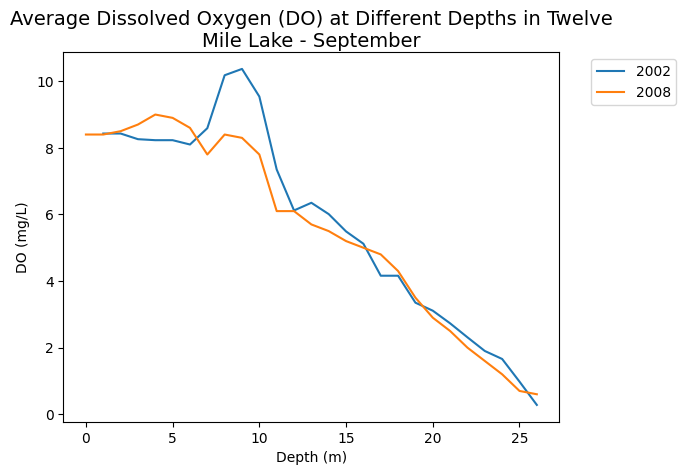 Average Dissolved Oxygen (DO) at Different Depths in Twelve
Mile Lake - September
2002
2008
10
8
6
4
2
0
DO (mg/L)
0 5 10 15 20 25
Depth (m)